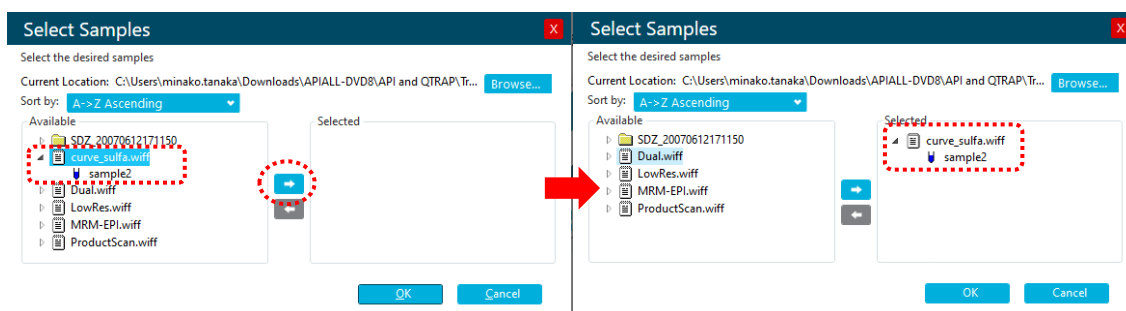 Select Samples
X
Select the desired samples
Current Location: C:\Users\minako.tanaka\Downloads\APIALL-DVD8\API and QTRAP\Tr...
Browse...
Sort by: A->Z Ascending
Available
Selected
SDZ_20070612171150
curve_sulfa.wiff
sample2
Dual.wiff
LowRes.wiff
MRM-EPI.wiff
ProductScan.wiff
OK
Cancel
Select Samples
X
Select the desired samples
Current Location: C:\Users\minako.tanaka\Downloads\APIALL-DVD8\API and QTRAP\Tr...
Browse...
Sort by: A->Z Ascending
Available
Selected
SDZ_20070612171150
Dual.wiff
LowRes.wiff
MRM-EPI.wiff
ProductScan.wiff
curve_sulfa.wiff
sample2
OK
Cancel